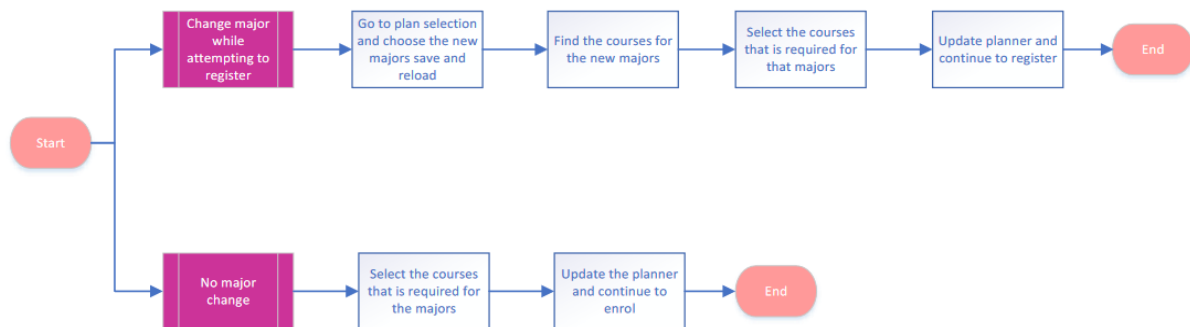 Change major
while
attempting to
register
Go to plan selection
and choose the new
majors save and
reload
Find the courses for
the new majors
Select the courses
that is required for
that majors
Update planner and
continue to register
End
Start
No major
change
Select the courses
that is required for
the majors
Update the planner
and continue to
enrol
End